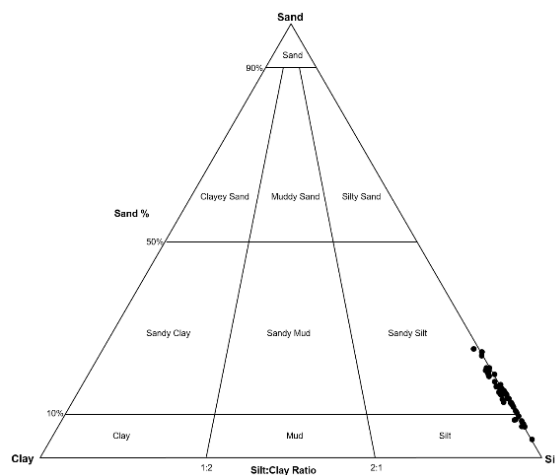 Sand
Sand
90%
Clayey Sand Muddy Sand Silty Sand
Sand %
50%
Sandy Clay Sandy Mud Sandy Silt
10%
Clay Mud Silt
Clay Si
1:2 2:1
Silt:Clay Ratio